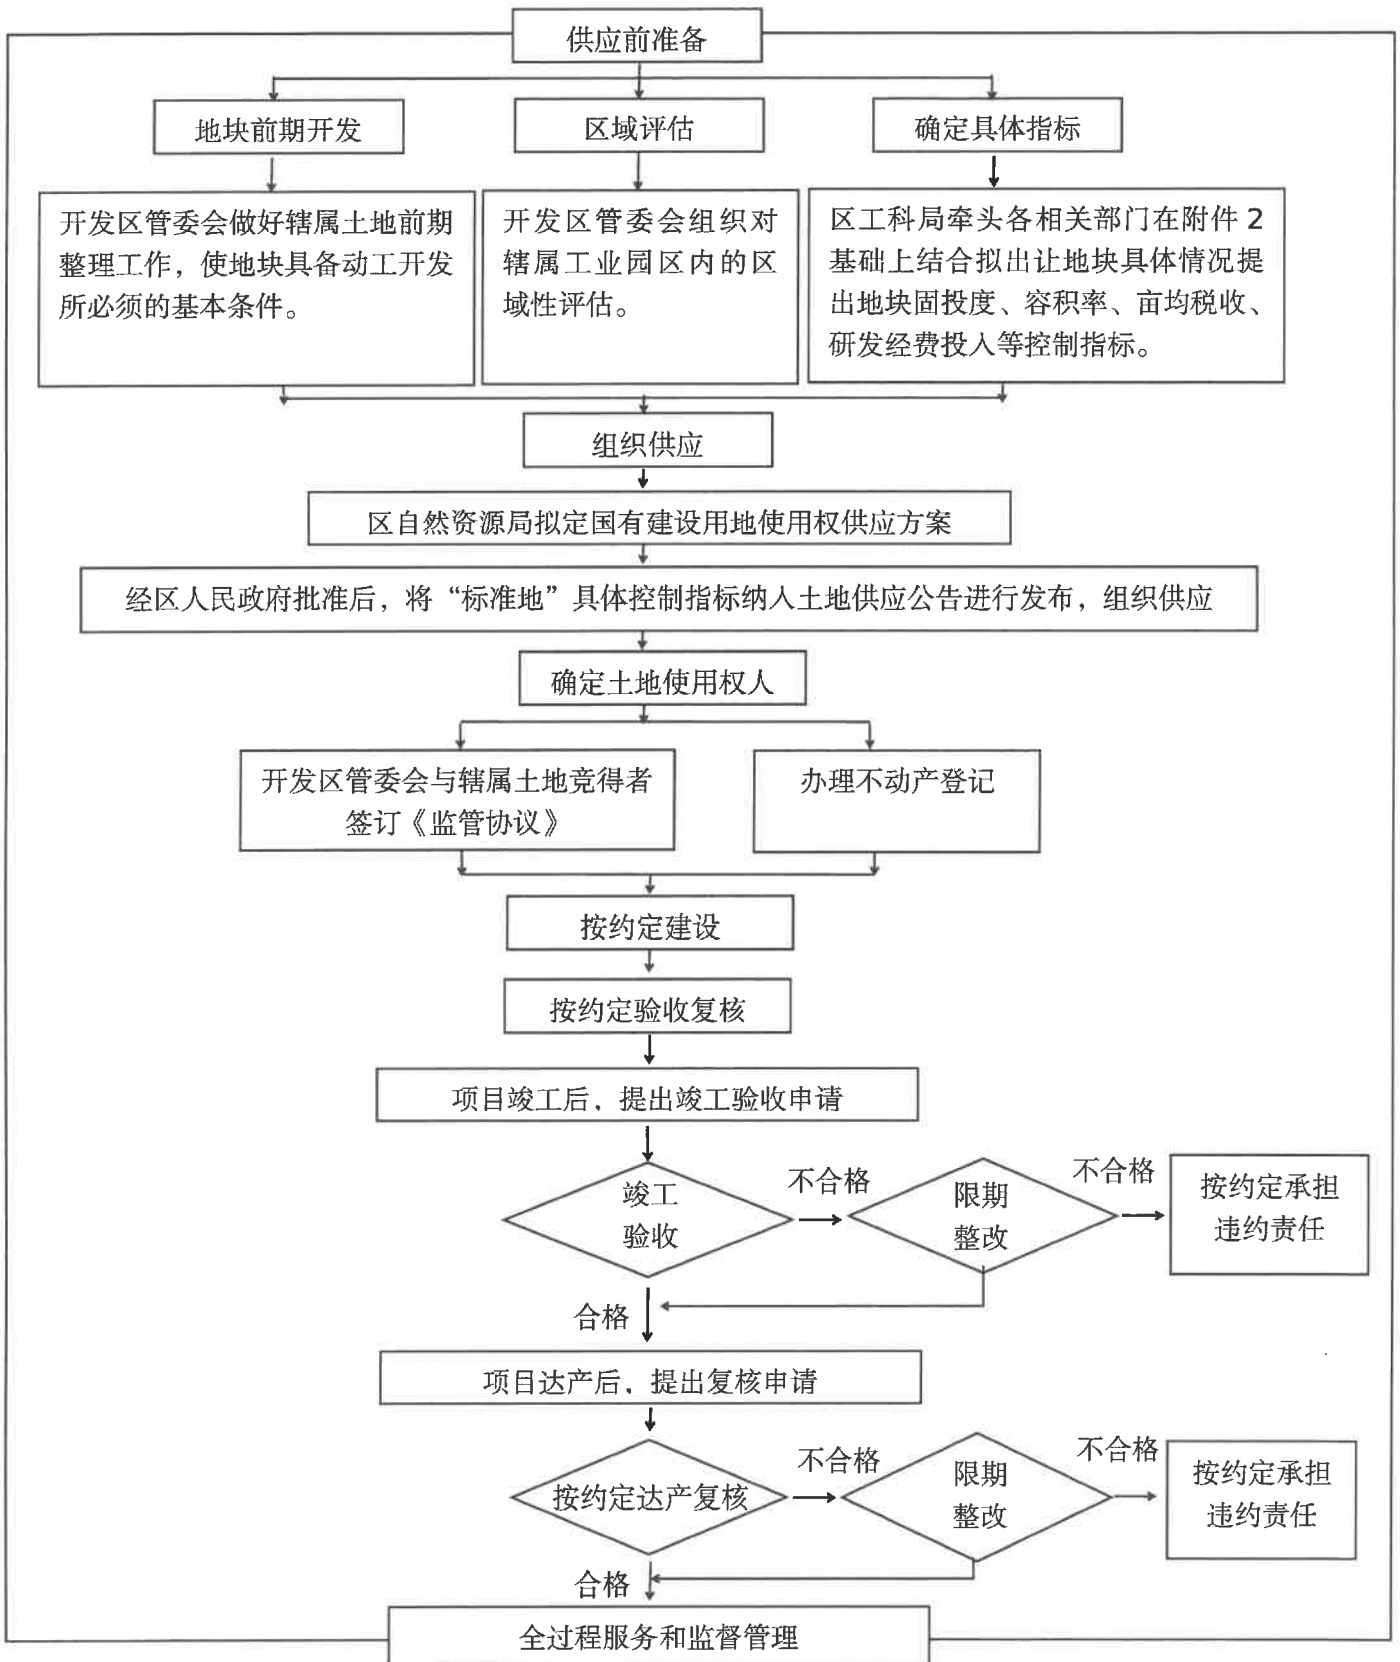 供应前准备
地块前期开发
区域评估
确定具体指标
开发区管委会做好辖属土地前期
整理工作，使地块具备动工开发
所必须的基本条件。
开发区管委会组织对
辖属工业园区内的区
域性评估。
区工科局牵头各相关部门在附件 2
基础上结合拟出让地块具体情况提
出地块固投度、容积率、亩均税收、
研发经费投入等控制指标。
组织供应
区自然资源局拟定国有建设用地使用权供应方案
经区人民政府批准后，将“标准地”具体控制指标纳入土地供应公告进行发布，组织供应
确定土地使用权人
开发区管委会与辖属土地竞得者
签订《监管协议》
办理不动产登记
按约定建设
按约定验收复核
项目竣工后，提出竣工验收申请
竣工
验收
不合格
限期
整改
不合格
按约定承担
违约责任
合格
项目达产后，提出复核申请
按约定达产复核
不合格
限期
整改
不合格
按约定承担
违约责任
合格
全过程服务和监督管理